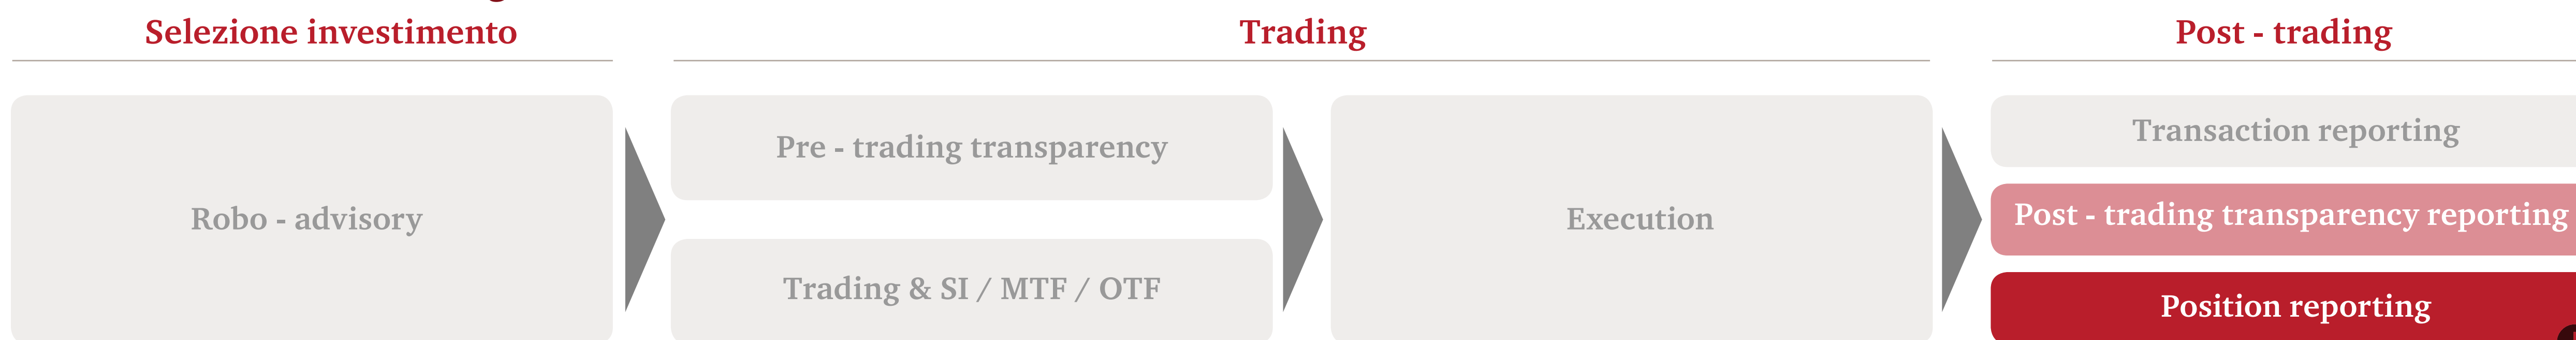 Selezione investimento
Trading
Post - trading
Robo - advisory
Pre - trading transparency
Trading & SI / MTF / OTF
Execution
Transaction reporting
Post - trading transparency reporting
Position reporting